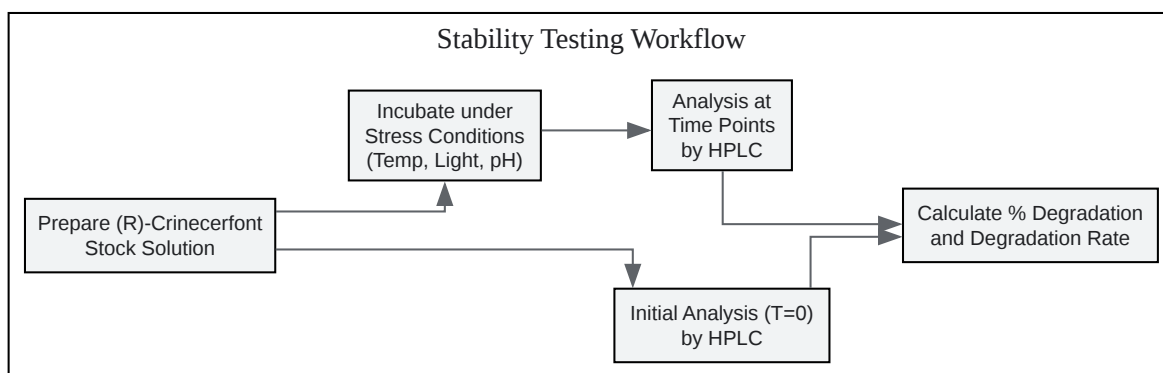 Stability Testing Workflow
Incubate under
Stress Conditions
(Temp, Light, pH)
Analysis at
Time Points
by HPLC
Prepare (R)-Crinecerfont
Stock Solution
Calculate % Degradation
and Degradation Rate
Initial Analysis (T=0)
by HPLC